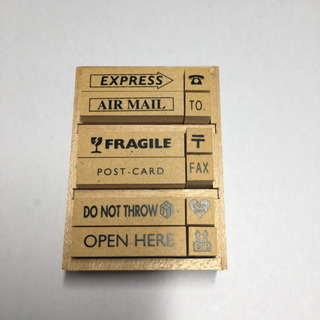 EXPRESS
AIR MAIL TO.
FRAGILE 〒
POST-CARD FAX
DO NOT THROW
OPEN HERE